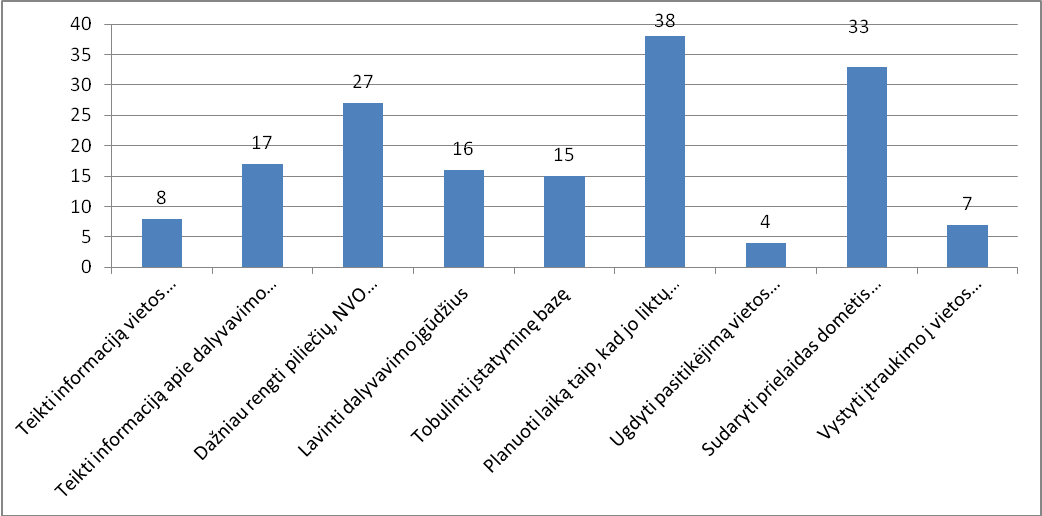 40
35
30
25
20
15
10
5
0
8
17
27
16
15
38
4
33
7
Teikti informaciją vietos...
Teikti informaciją apie dalyvavimo...
Dažniau rengti piliečių, NVO...
Lavinti dalyvavimo įgūdžius
Tobulinti įstatyminę bazę
Planuoti laiką taip, kad jo liktų...
Ugdyti pasitikėjimą vietos...
Sudaryti prielaidas domėtis...
Vystyti įtraukimo į vietos...